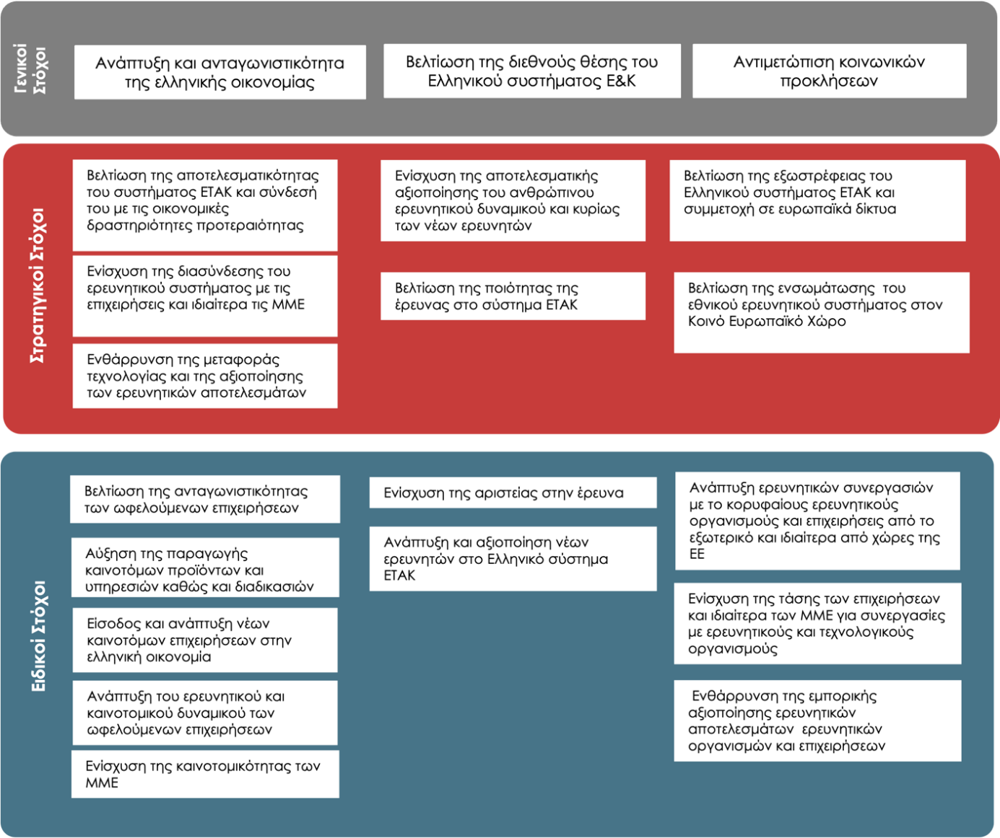 Γενικοί
Στόχοι
Ανάπτυξη και ανταγωνιστικότητα
της ελληνικής οικονομίας
Βελτίωση της διεθνούς θέσης του
Ελληνικού συστήματος Ε&Κ
Αντιμετώπιση κοινωνικών
προκλήσεων
Στρατηγικοί Στόχοι
Βελτίωση της αποτελεσματικότητας
του συστήματος ΕΤΑΚ και σύνδεσή
του με τις οικονομικές
δραστηριότητες προτεραιότητας
Ενίσχυση της διασύνδεσης του
ερευνητικού συστήματος με τις
επιχειρήσεις και ιδιαίτερα τις ΜΜΕ
Ενθάρρυνση της μεταφοράς
τεχνολογίας και της αξιοποίησης
των ερευνητικών αποτελεσμάτων
Ενίσχυση της αποτελεσματικής
αξιοποίησης του ανθρώπινου
ερευνητικού δυναμικού και κυρίως
των νέων ερευνητών
Βελτίωση της ποιότητας της
έρευνας στο σύστημα ΕΤΑΚ
Βελτίωση της εξωστρέφειας του
Ελληνικού συστήματος ΕΤΑΚ και
συμμετοχή σε ευρωπαϊκά δίκτυα
Βελτίωση της ενσωμάτωσης του
εθνικού ερευνητικού συστήματος στον
Κοινό Ευρωπαϊκό Χώρο
Ειδικοί Στόχοι
Βελτίωση της ανταγωνιστικότητας
των ωφελούμενων επιχειρήσεων
Αύξηση της παραγωγής
καινοτόμων προϊόντων και
υπηρεσιών καθώς και διαδικασιών
Είσοδος και ανάπτυξη νέων
καινοτόμων επιχειρήσεων στην
ελληνική οικονομία
Ανάπτυξη του ερευνητικού και
καινοτομικού δυναμικού των
ωφελούμενων επιχειρήσεων
Ενίσχυση της καινοτομικότητας των
ΜΜΕ
Ενίσχυση της αριστείας στην έρευνα
Ανάπτυξη και αξιοποίηση νέων
ερευνητών στο Ελληνικό σύστημα
ΕΤΑΚ
Ανάπτυξη ερευνητικών συνεργασιών
με το κορυφαίους ερευνητικούς
οργανισμούς και επιχειρήσεις από το
εξωτερικό και ιδιαίτερα από χώρες της
ΕΕ
Ενίσχυση της τάσης των επιχειρήσεων
και ιδιαίτερα των ΜΜΕ για συνεργασίες
με ερευνητικούς και τεχνολογικούς
οργανισμούς
Ενθάρρυνση της εμπορικής
αξιοποίησης ερευνητικών
αποτελεσμάτων ερευνητικών
οργανισμών και επιχειρήσεων